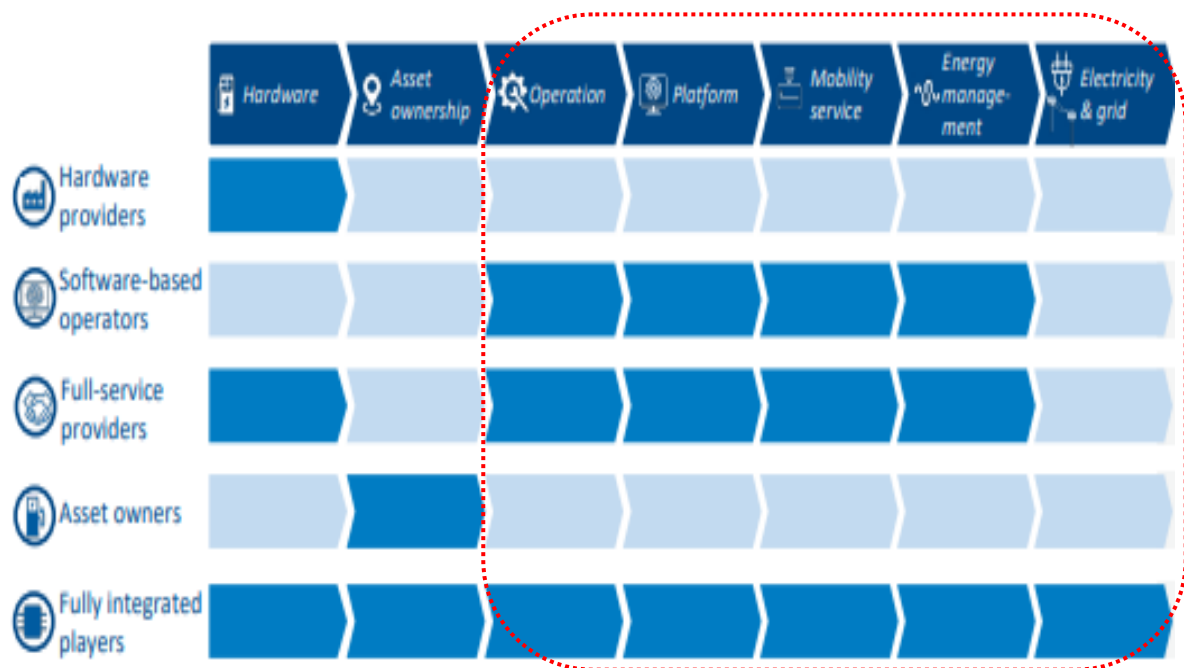 Hardware
Asset
ownership
Operation
Platform
Mobility
service
Energy
manage-
ment
Electricity
& grid
Hardware
providers
Software-based
operators
Full-service
providers
Asset owners
Fully integrated
players